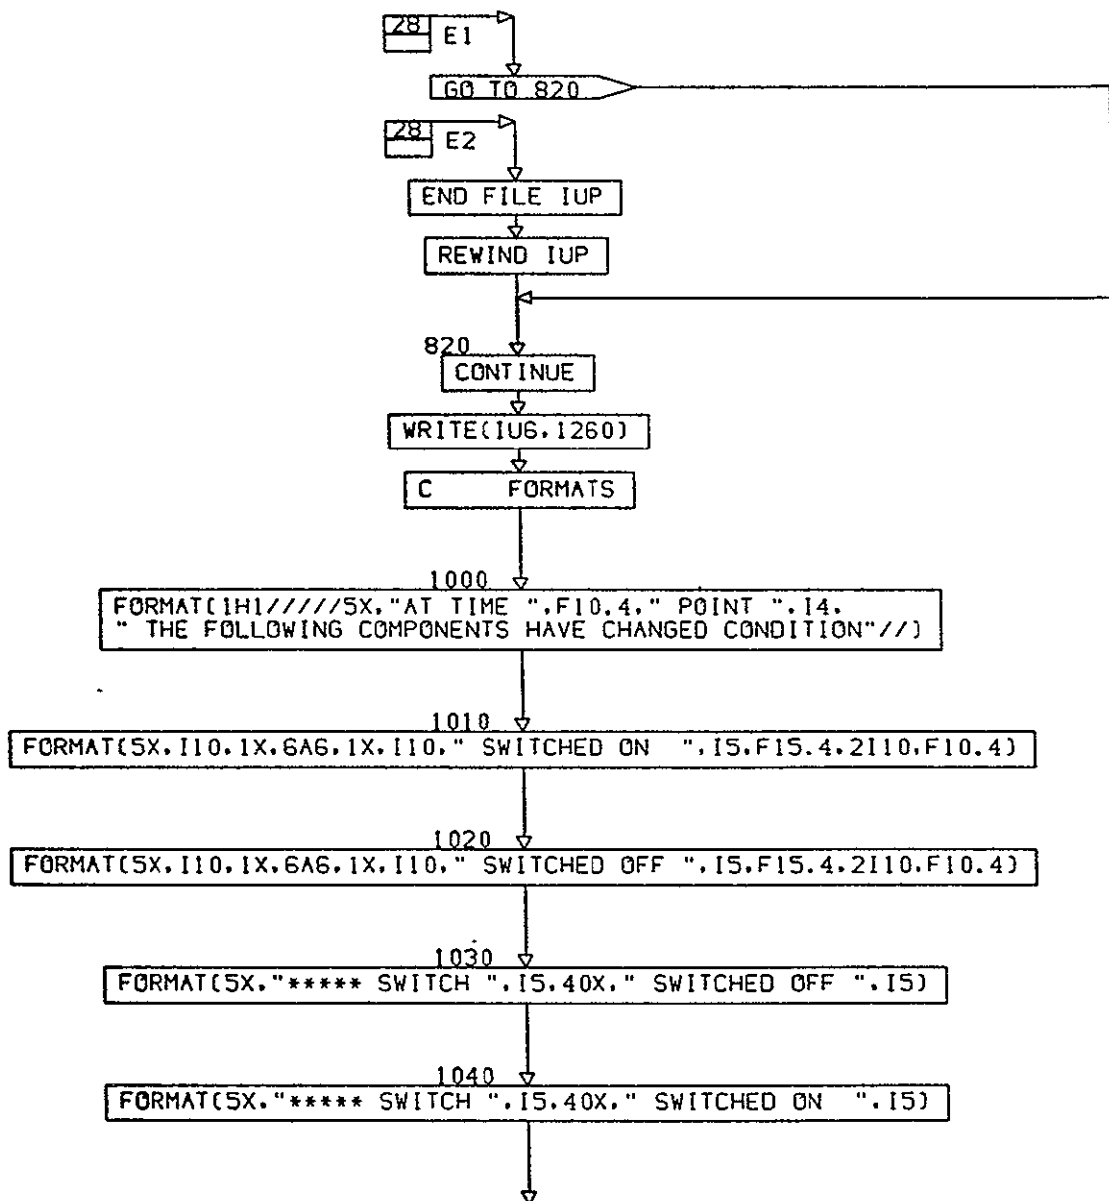 28
E1
GO TO 820
28
E2
END FILE IUP
REWIND IUP
820
CONTINUE
WRITE(IU6,1260)
C FORMATS
1000
FORMAT(1H1/////5X,"AT TIME ",F10.4," POINT ",I4,
" THE FOLLOWING COMPONENTS HAVE CHANGED CONDITION"//)
1010
FORMAT(5X,I10,1X,6A6,1X,I10," SWITCHED ON  ",I5,F15.4,2I10,F10.4)
1020
FORMAT(5X,I10,1X,6A6,1X,I10," SWITCHED OFF ",I5,F15.4,2I10,F10.4)
1030
FORMAT(5X,"***** SWITCH ",I5,40X," SWITCHED OFF ",I5)
1040
FORMAT(5X,"***** SWITCH ",I5,40X," SWITCHED ON  ",I5)